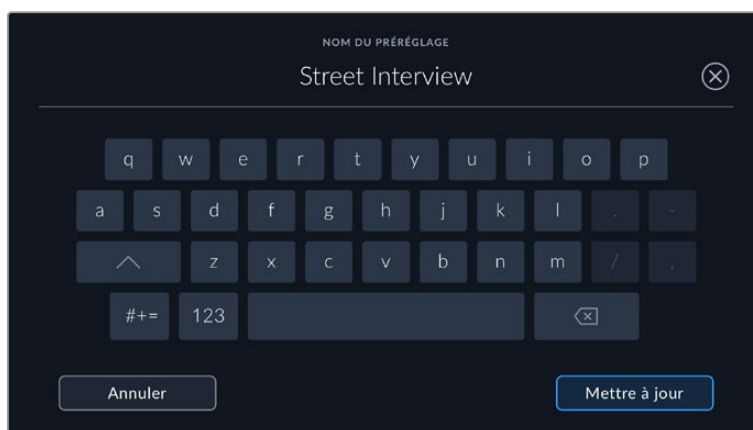 NOM DU PRÉRÉGLAGE
Street Interview
q w e r t y u i o p
a s d f g h j k l . -
z x c v b n m / ,
#+= 123
Annuler Mettre à jour